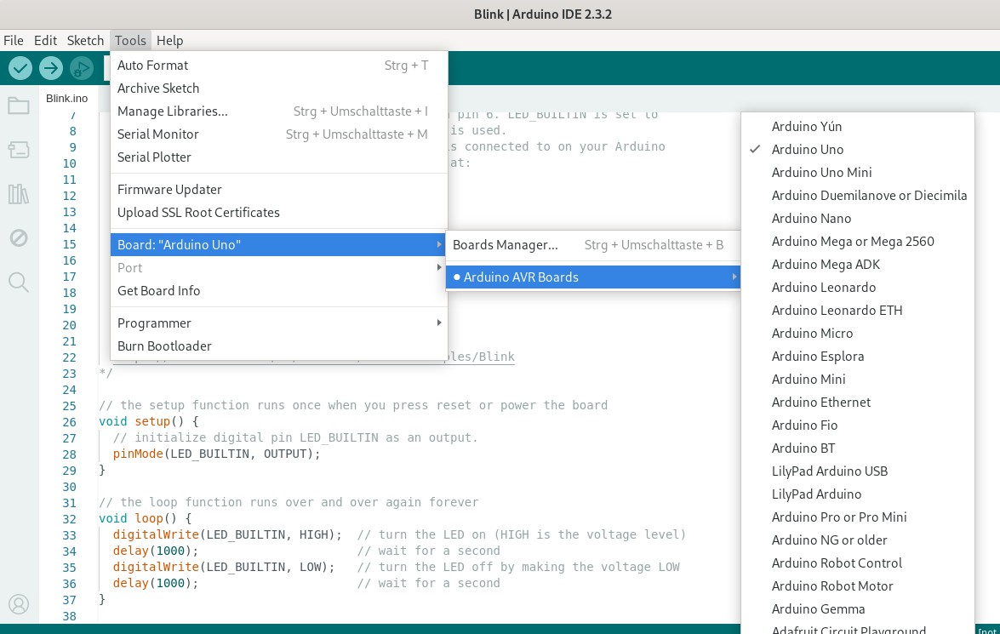 Blink | Arduino IDE 2.3.2
File Edit Sketch Tools Help
Blink.ino
Auto Format Strg + T
Archive Sketch
Manage Libraries... Strg + Umschalttaste + I
Serial Monitor Strg + Umschalttaste + M
Serial Plotter
Firmware Updater
Upload SSL Root Certificates
Board: "Arduino Uno"
Port
Get Board Info
Programmer
Burn Bootloader
Boards Manager... Strg + Umschalttaste + B
Arduino AVR Boards
Arduino Yún
Arduino Uno
Arduino Uno Mini
Arduino Duemilanove or Diecimila
Arduino Nano
Arduino Mega or Mega 2560
Arduino Mega ADK
Arduino Leonardo
Arduino Leonardo ETH
Arduino Micro
Arduino Esplora
Arduino Mini
Arduino Ethernet
Arduino Fio
Arduino BT
LilyPad Arduino USB
LilyPad Arduino
Arduino Pro or Pro Mini
Arduino NG or older
Arduino Robot Control
Arduino Robot Motor
Arduino Gemma
Adafruit Circuit Playground
7 pin 6. LED_BUILTIN is set to
8 is used.
9 is connected to on your Arduino
10 at:
11
12
13
14
15
16
17
18
19
20
21
22 ples/Blink
23 */
24
25 // the setup function runs once when you press reset or power the board
26 void setup() {
27 // initialize digital pin LED_BUILTIN as an output.
28 pinMode(LED_BUILTIN, OUTPUT);
29 }
30
31 // the loop function runs over and over again forever
32 void loop() {
33 digitalWrite(LED_BUILTIN, HIGH); // turn the LED on (HIGH is the voltage level)
34 delay(1000); // wait for a second
35 digitalWrite(LED_BUILTIN, LOW); // turn the LED off by making the voltage LOW
36 delay(1000); // wait for a second
37 }
38
[not